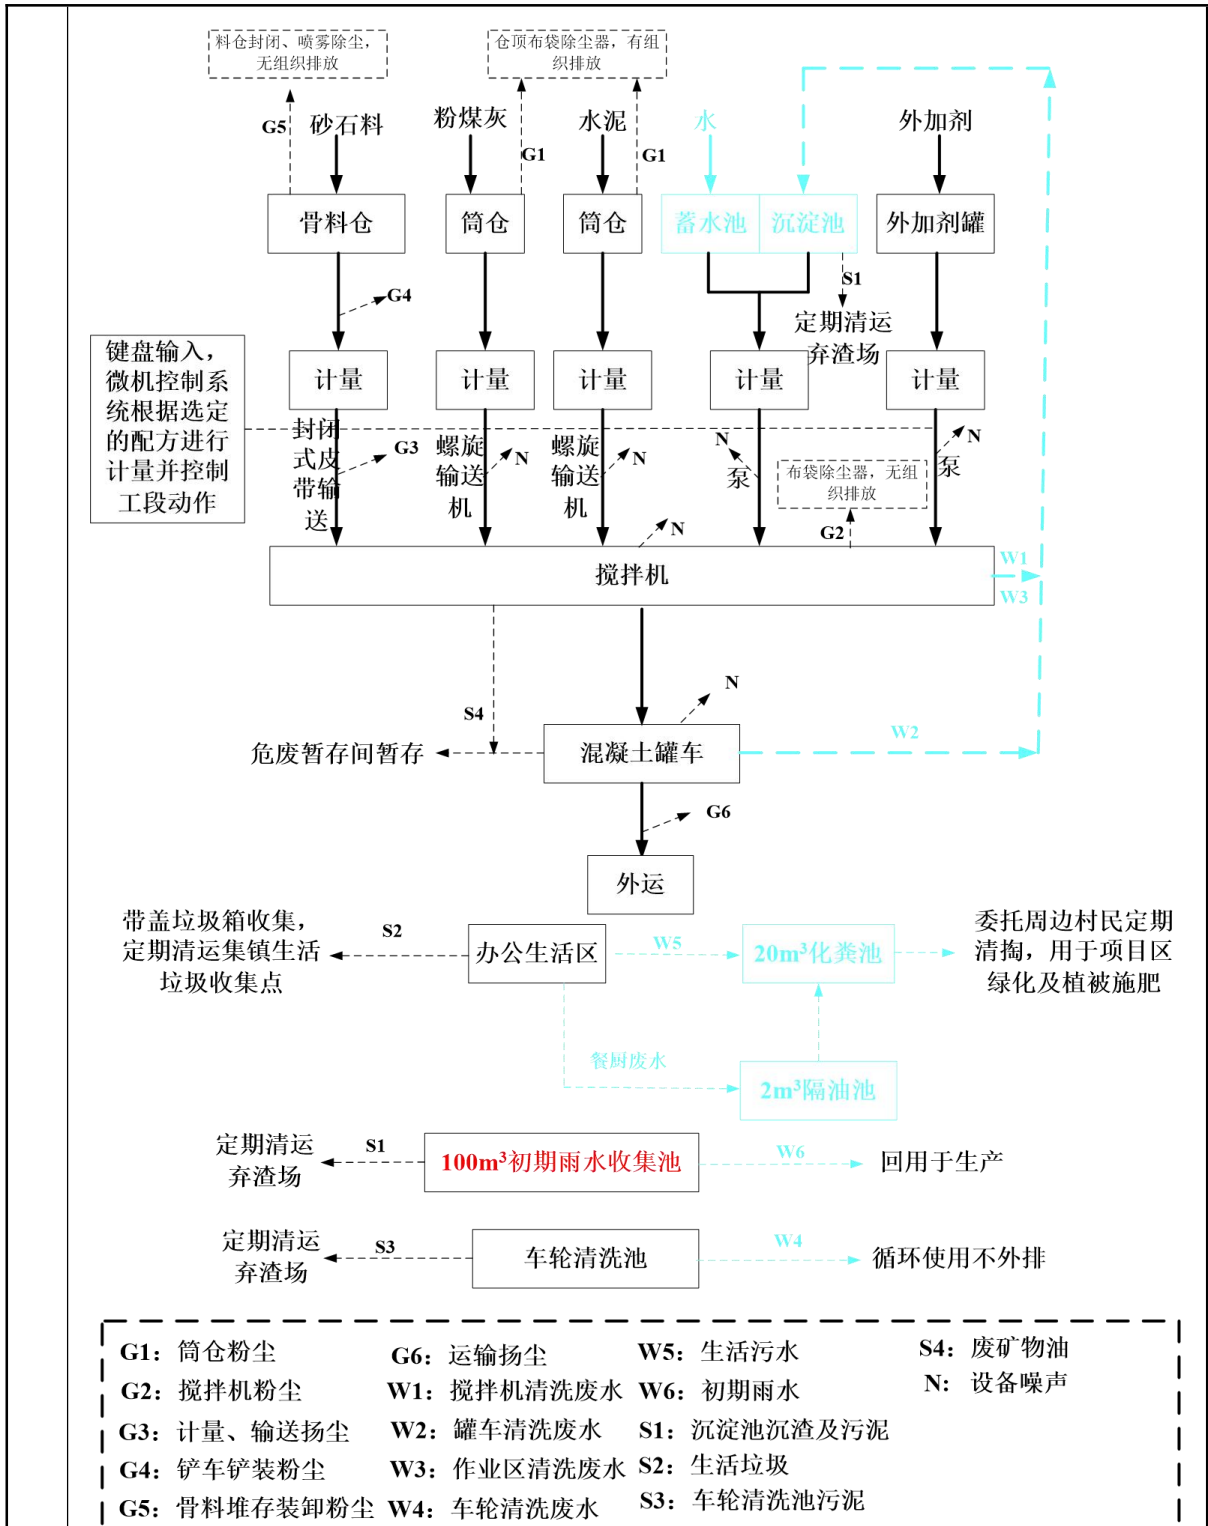 料仓封闭、喷雾除尘，
无组织排放
仓顶布袋除尘器，有组
织排放
G5
砂石料
粉煤灰
G1
水泥
G1
水
外加剂
骨料仓
筒仓
筒仓
蓄水池
沉淀池
外加剂罐
G4
S1
定期清运
弃渣场
键盘输入，
微机控制系
统根据选定
的配方进行
计量并控制
工段动作
计量
计量
计量
计量
计量
封闭
式皮
带输
送
G3
螺旋
输送
机
N
螺旋
输送
机
N
N
泵
N
泵
布袋除尘器，无组
织排放
G2
N
搅拌机
W1
W3
S4
N
危废暂存间暂存
混凝土罐车
W2
G6
外运
带盖垃圾箱收集，
定期清运集镇生活
垃圾收集点
S2
办公生活区
W5
20m³化粪池
委托周边村民定期
清掏，用于项目区
绿化及植被施肥
餐厨废水
2m³隔油池
定期清运
弃渣场
S1
100m³初期雨水收集池
W6
回用于生产
定期清运
弃渣场
S3
车轮清洗池
W4
循环使用不外排
G1：筒仓粉尘
G2：搅拌机粉尘
G3：计量、输送扬尘
G4：铲车铲装粉尘
G5：骨料堆存装卸粉尘
G6：运输扬尘
W1：搅拌机清洗废水
W2：罐车清洗废水
W3：作业区清洗废水
W4：车轮清洗废水
W5：生活污水
W6：初期雨水
S1：沉淀池沉渣及污泥
S2：生活垃圾
S3：车轮清洗池污泥
S4：废矿物油
N：设备噪声